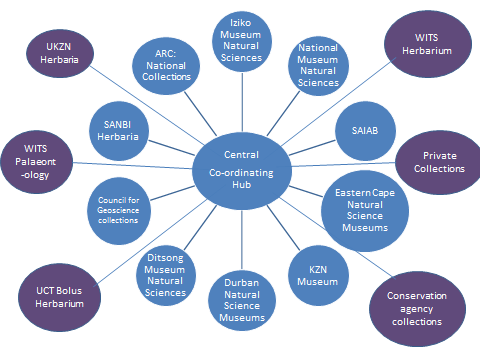 Iziko
Museum
Natural
Sciences
UKZN
Herbaria
ARC:
National
Collections
National
Museum
Natural
Sciences
WITS
Herbarium
SANBI
Herbaria
SAIAB
WITS
Palaeont
-ology
Central
Co-ordinating
Hub
Private
Collections
Council for
Geoscience
collections
Eastern Cape
Natural
Science
Museums
Ditsong
Museum
Natural
Sciences
KZN
Museum
UCT Bolus
Herbarium
Durban
Natural
Science
Museums
Conservation
agency
collections